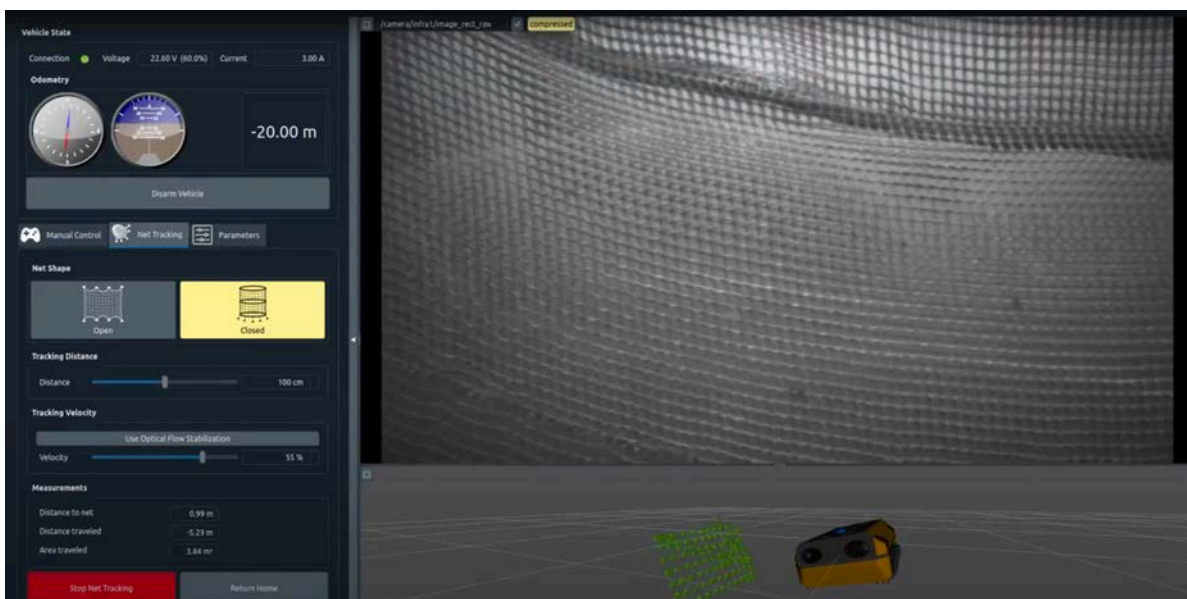 /camera/infra1/image_rect_raw compressed
Vehicle State
Connection Voltage 22.60 V (60.0%) Current 3.00 A
Odometry
-20.00 m
Disarm Vehicle
Manual Control Net Tracking Parameters
Net Shape
Open Closed
Tracking Distance
Distance 100 cm
Tracking Velocity
Use Optical Flow Stabilization
Velocity 55 %
Measurements
Distance to net 0.99 m
Distance traveled -5.29 m
Area traveled 3.44 m²
Stop Net Tracking Return Home